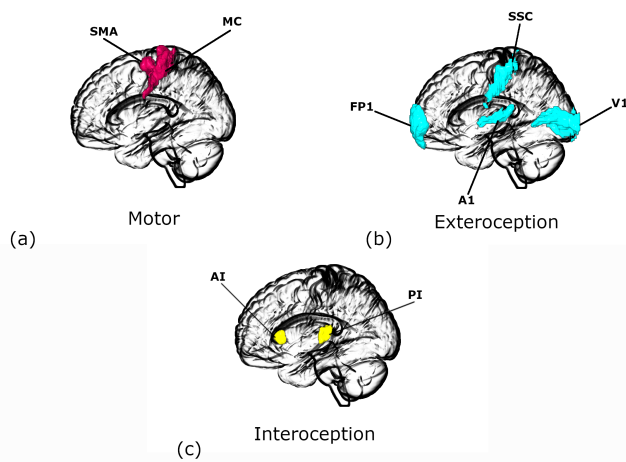 SMA
MC
Motor
(a)
SSC
FP1
V1
A1
Exteroception
(b)
AI
PI
Interoception
(c)